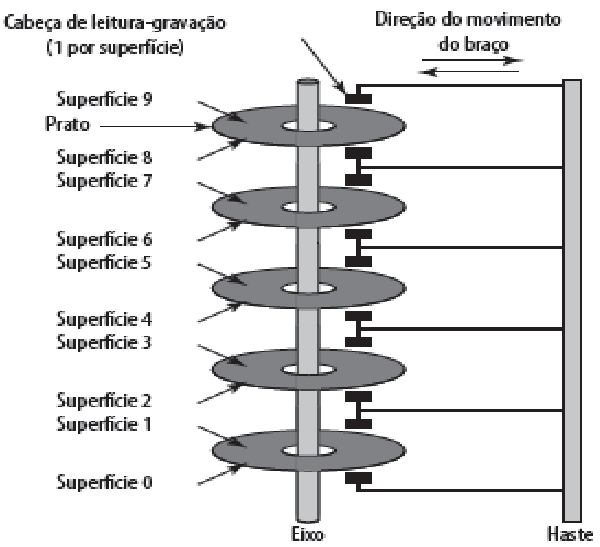 Cabeça de leitura-gravação
(1 por superfície)
Direção do movimento
do braço
Superfície 9
Prato
Superfície 8
Superfície 7
Superfície 6
Superfície 5
Superfície 4
Superfície 3
Superfície 2
Superfície 1
Superfície 0
Eixo
Haste